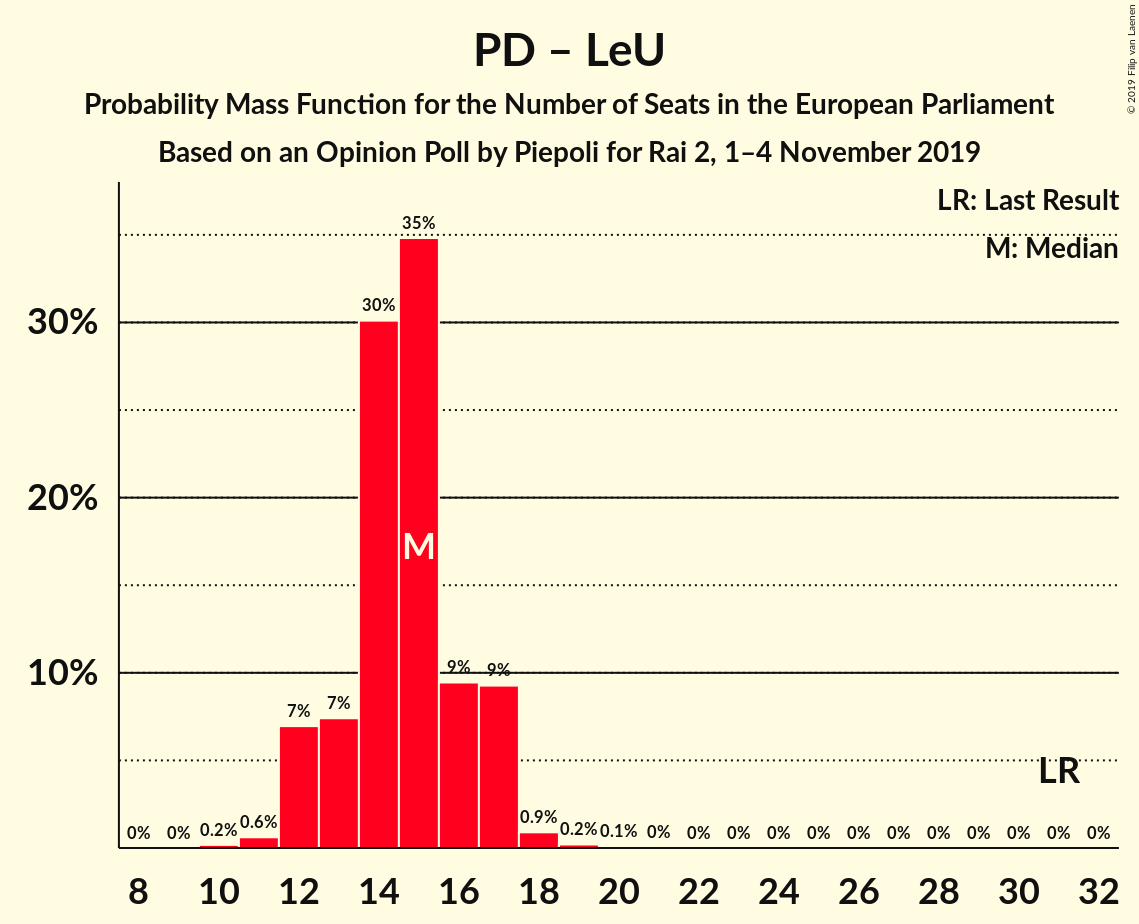 PD – LeU
Probability Mass Function for the Number of Seats in the European Parliament
Based on an Opinion Poll by Piepoli for Rai 2, 1–4 November 2019
© 2019 Filip van Laenen
LR: Last Result
M: Median
30%
20%
10%
0% 0% 0.2% 0.6% 7% 7% 30% 35% 9% 9% 0.9% 0.2% 0.1% 0% 0% 0% 0% 0% 0% 0% 0% 0% 0% 0% 0%
M
LR
8 10 12 14 16 18 20 22 24 26 28 30 32